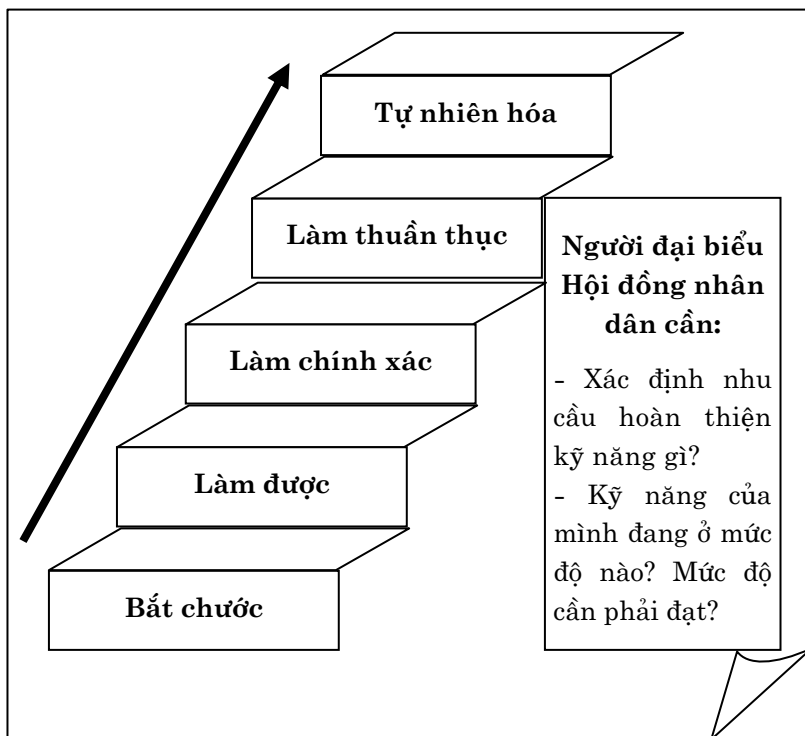 Tự nhiên hóa
Làm thuần thục
Làm chính xác
Làm được
Bắt chước
Người đại biểu
Hội đồng nhân
dân cần:
- Xác định nhu
cầu hoàn thiện
kỹ năng gì?
- Kỹ năng của
mình đang ở mức
độ nào? Mức độ
cần phải đạt?